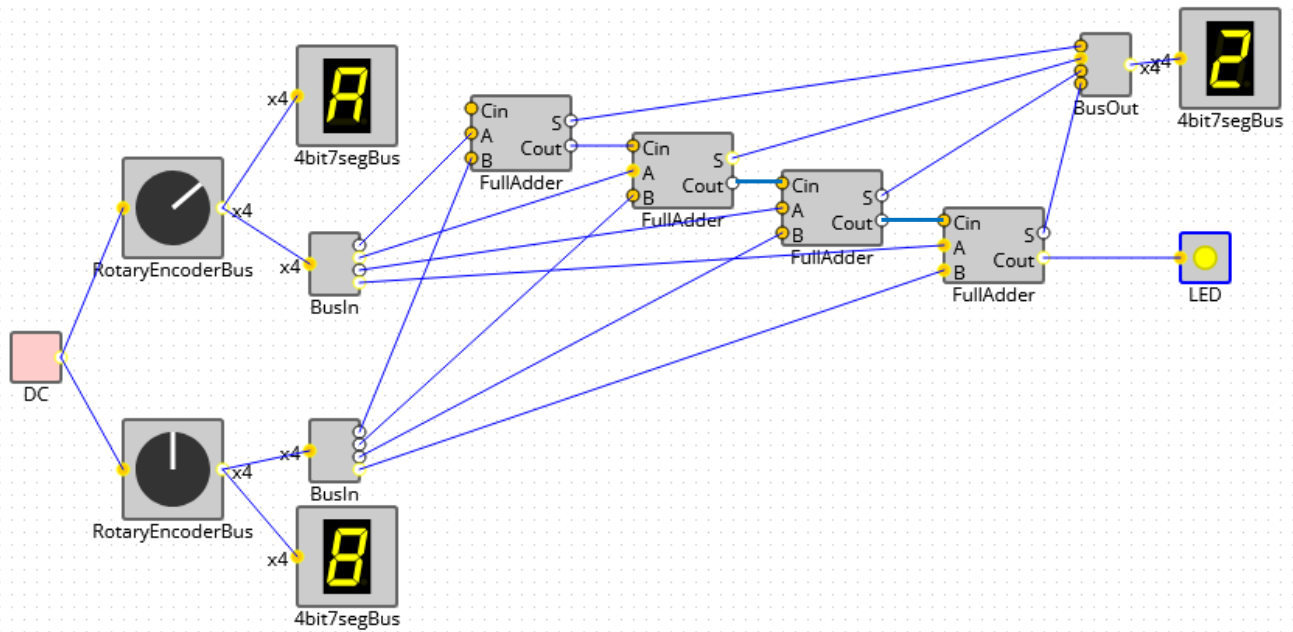 x4
A
4bit7segBus
x4
RotaryEncoderBus
x4
BusIn
Cin
A
B
S
Cout
FullAdder
Cin
A
B
S
Cout
FullAdder
Cin
A
B
S
Cout
FullAdder
Cin
A
B
S
Cout
FullAdder
BusOut
x4
x4
2
4bit7segBus
LED
DC
x4
RotaryEncoderBus
x4
BusIn
x4
8
4bit7segBus